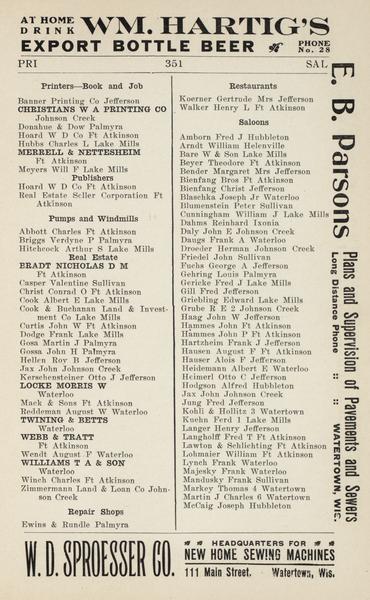 AT HOME DRINK WM. HARTIG'S
EXPORT BOTTLE BEER PHONE No. 28
PRI 351 SAL
Printers—Book and Job
Banner Printing Co Jefferson
CHRISTIANS W A PRINTING CO
Johnson Creek
Donahue & Dow Palmyra
Hoard W D Co Ft Atkinson
Hubbs Charles L Lake Mills
MERRELL & NETTESHEIM
Ft Atkinson
Meyers Will F Lake Mills
Publishers
Hoard W D Co Ft Atkinson
Real Estate Seller Corporation Ft
Atkinson
Pumps and Windmills
Abbott Charles Ft Atkinson
Briggs Verdyne P Palmyra
Hitchcock Arthur S Lake Mills
Real Estate
BRADT NICHOLAS D M
Ft Atkinson
Casper Valentine Sullivan
Christ Conrad O Ft Atkinson
Cook Albert E Lake Mills
Cook & Buchanan Land & Invest-
ment Co Lake Mills
Curtis John W Ft Atkinson
Dodge Frank Lake Mills
Gosa Martin J Palmyra
Gossa John H Palmyra
Hellen Roy H Jefferson
Jax John Johnson Creek
Kerschensteiner Otto J Jefferson
LOCKE MORRIS W
Waterloo
Mack & Sons Ft Atkinson
Reddeman August W Waterloo
TWINING & BETTS
Waterloo
WEBB & TRATT
Ft Atkinson
Wendt August F Waterloo
WILLIAMS T A & SON
Waterloo
Winch Charles Ft Atkinson
Zimmermann Land & Loan Co John-
son Creek
Repair Shops
Ewins & Rundle Palmyra
Restaurants
Koerner Gertrude Mrs Jefferson
Walker Henry L Ft Atkinson
Saloons
Amborn Fred J Hubbleton
Arndt William Helenville
Bare W & Son Lake Mills
Beyer Theodore Ft Atkinson
Bender Margaret Mrs Jefferson
Bienfang Bros Ft Atkinson
Bienfang Christ Jefferson
Blaschka Joseph Jr Waterloo
Blumenstein Peter Sullivan
Cunningham William J Lake Mills
Dahms Reinhard Ixonia
Daly John E Johnson Creek
Daugs Frank A Waterloo
Droeder Herman Johnson Creek
Friedel John Sullivan
Fuchs George A Jefferson
Gehring Louis Palmyra
Gericke Fred J Lake Mills
Gill Fred Jefferson
Griebling Edward Lake Mills
Grube R E 2 Johnson Creek
Haag John W Jefferson
Hammes John Ft Atkinson
Hammes John P Ft Atkinson
Hartzheim Frank J Jefferson
Hausen August F Ft Atkinson
Hauser Alois F Jefferson
Heidemann Albert E Waterloo
Heimerl Otto C Jefferson
Hodgson Alfred Hubbleton
Jax John Johnson Creek
Jung Fred Jefferson
Kohli & Hollitz 3 Watertown
Kuehn Ferd 1 Lake Mills
Langer Henry Jefferson
Langholff Fred T Ft Atkinson
Lawton & Schlichting Ft Atkinson
Lohmaier William Ft Atkinson
Lynch Frank Waterloo
Majesky Frank Waterloo
Mandusky Frank Sullivan
Markey Thomas 4 Watertown
Martin J Charles 6 Watertown
McCaig Joseph Hubbleton
E. B. Parsons
Plans and Supervision of Pavements and Sewers
Long Distance Phone :: :: WATERTOWN, WIS.
W. D. SPROESSER CO.
HEADQUARTERS FOR
NEW HOME SEWING MACHINES
111 Main Street. Watertown, Wis.